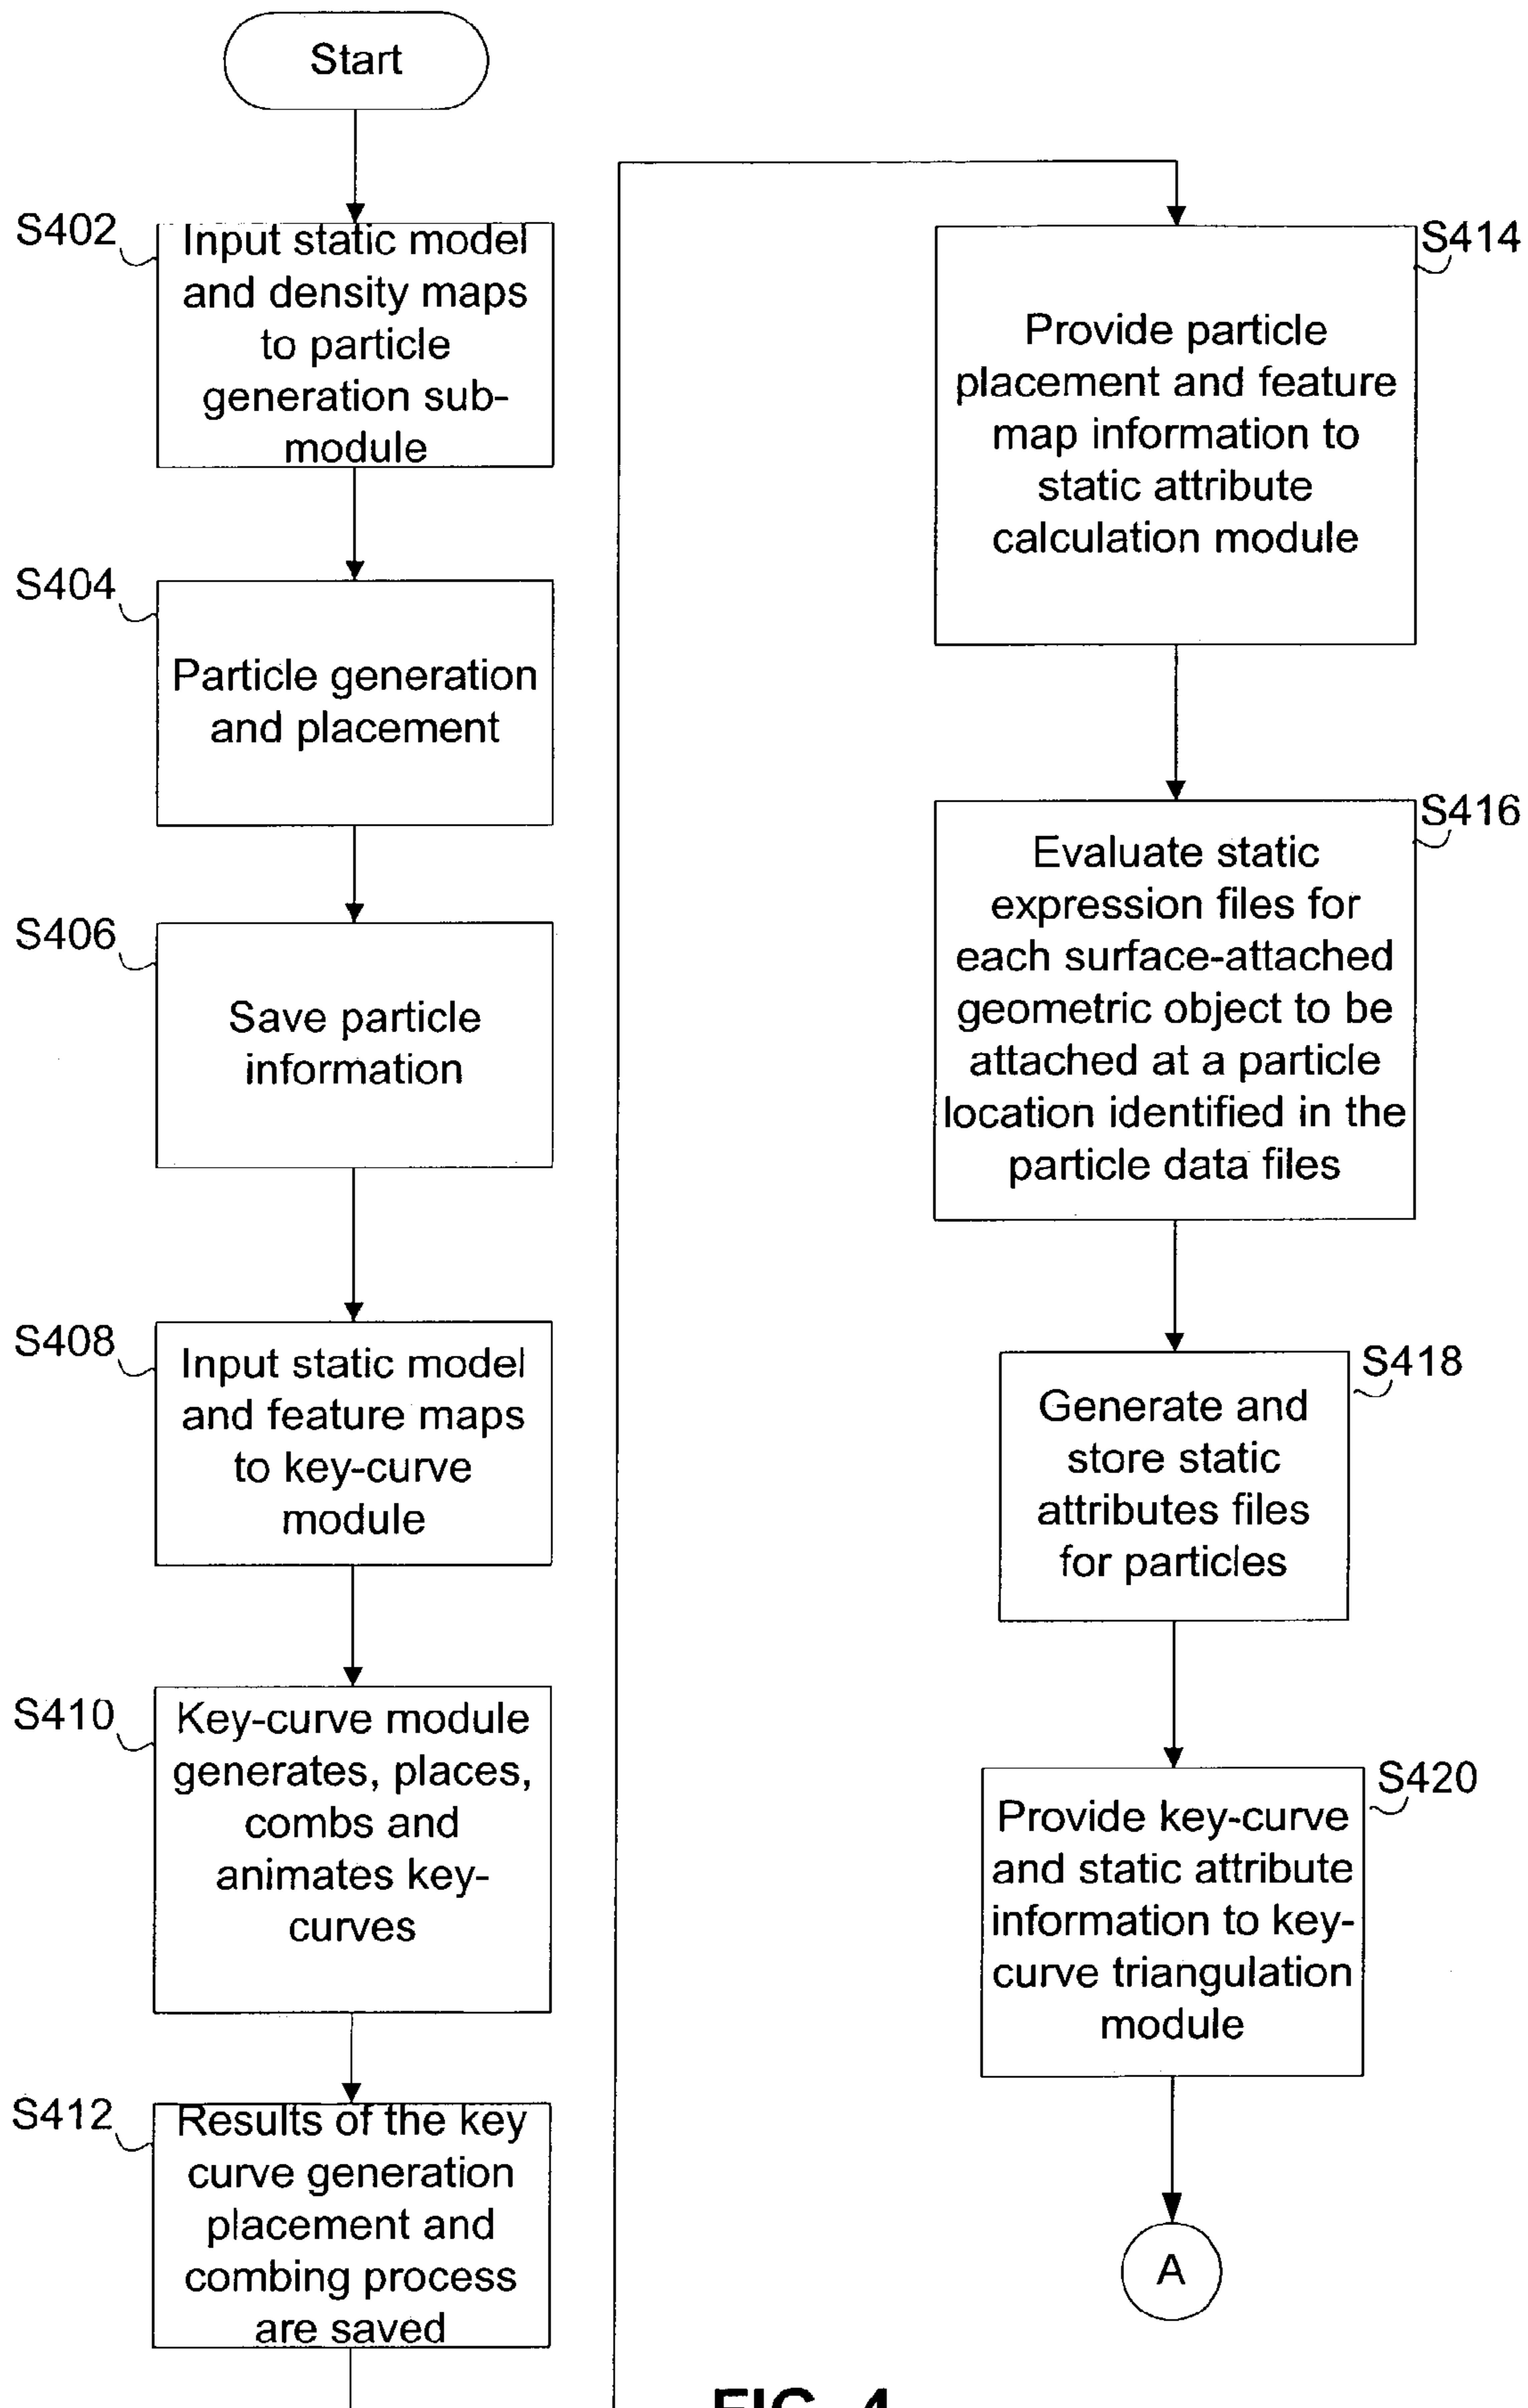 Start
S402
Input static model
and density maps
to particle
generation sub-
module
S404
Particle generation
and placement
S406
Save particle
information
S408
Input static model
and feature maps
to key-curve
module
S410
Key-curve module
generates, places,
combs and
animates key-
curves
S412
Results of the key
curve generation
placement and
combing process
are saved
S414
Provide particle
placement and feature
map information to
static attribute
calculation module
S416
Evaluate static
expression files for
each surface-attached
geometric object to be
attached at a particle
location identified in the
particle data files
S418
Generate and
store static
attributes files
for particles
S420
Provide key-curve
and static attribute
information to key-
curve triangulation
module
A
FIG. 4